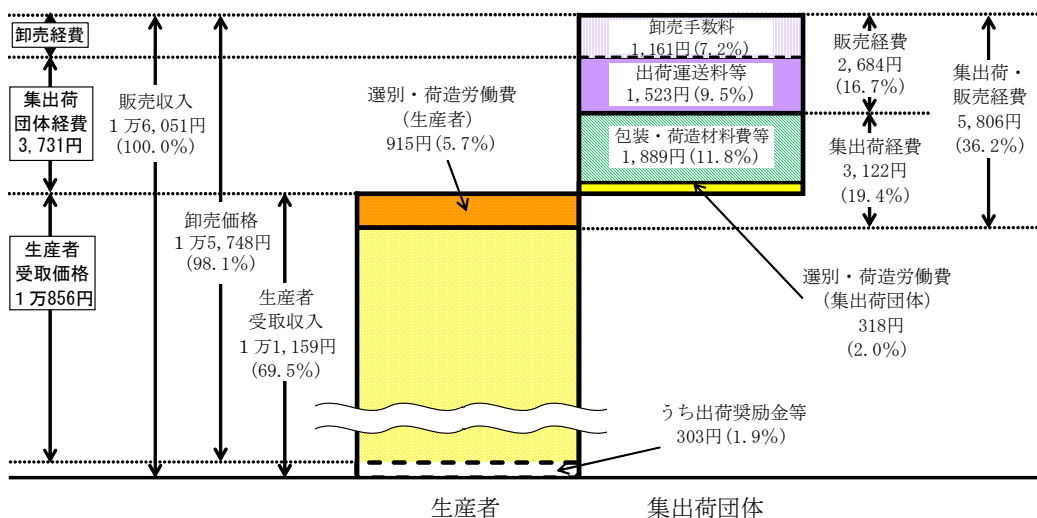 卸売経費
集出荷
団体経費
3,731円
生産者
受取価格
1万856円
販売収入
1万6,051円
(100.0%)
卸売価格
1万5,748円
(98.1%)
生産者
受取収入
1万1,159円
(69.5%)
選別・荷造労働費
(生産者)
915円(5.7%)
卸売手数料
1,161円(7.2%)
出荷運送料等
1,523円(9.5%)
包装・荷造材料費等
1,889円(11.8%)
販売経費
2,684円
(16.7%)
集出荷経費
3,122円
(19.4%)
集出荷・
販売経費
5,806円
(36.2%)
選別・荷造労働費
(集出荷団体)
318円
(2.0%)
うち出荷奨励金等
303円(1.9%)
生産者
集出荷団体